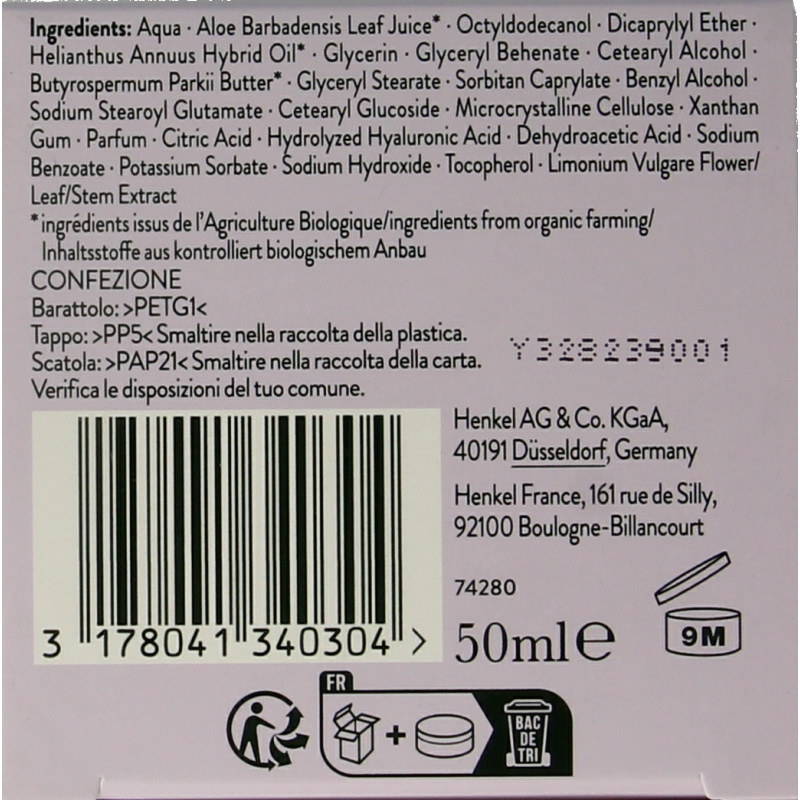 Ingredients: Aqua · Aloe Barbadensis Leaf Juice* · Octyldodecanol · Dicaprylyl Ether ·
Helianthus Annuus Hybrid Oil* · Glycerin · Glyceryl Behenate · Cetearyl Alcohol ·
Butyrospermum Parkii Butter* · Glyceryl Stearate · Sorbitan Caprylate · Benzyl Alcohol ·
Sodium Stearoyl Glutamate · Cetearyl Glucoside · Microcrystalline Cellulose · Xanthan
Gum · Parfum · Citric Acid · Hydrolyzed Hyaluronic Acid · Dehydroacetic Acid · Sodium
Benzoate · Potassium Sorbate · Sodium Hydroxide · Tocopherol · Limonium Vulgare Flower/
Leaf/Stem Extract
*ingrédients issus de l'Agriculture Biologique/ingredients from organic farming/
Inhaltsstoffe aus kontrolliert biologischem Anbau
CONFEZIONE
Barattolo: >PETG1<
Tappo: >PP5< Smaltire nella raccolta della plastica.
Scatola: >PAP21< Smaltire nella raccolta della carta.
Verifica le disposizioni del tuo comune.
Y328239001
Henkel AG & Co. KGaA,
40191 Düsseldorf, Germany
Henkel France, 161 rue de Silly,
92100 Boulogne-Billancourt
74280
50ml e
9M
3 178041 340304 >
FR
+
BAC
DE
TRI